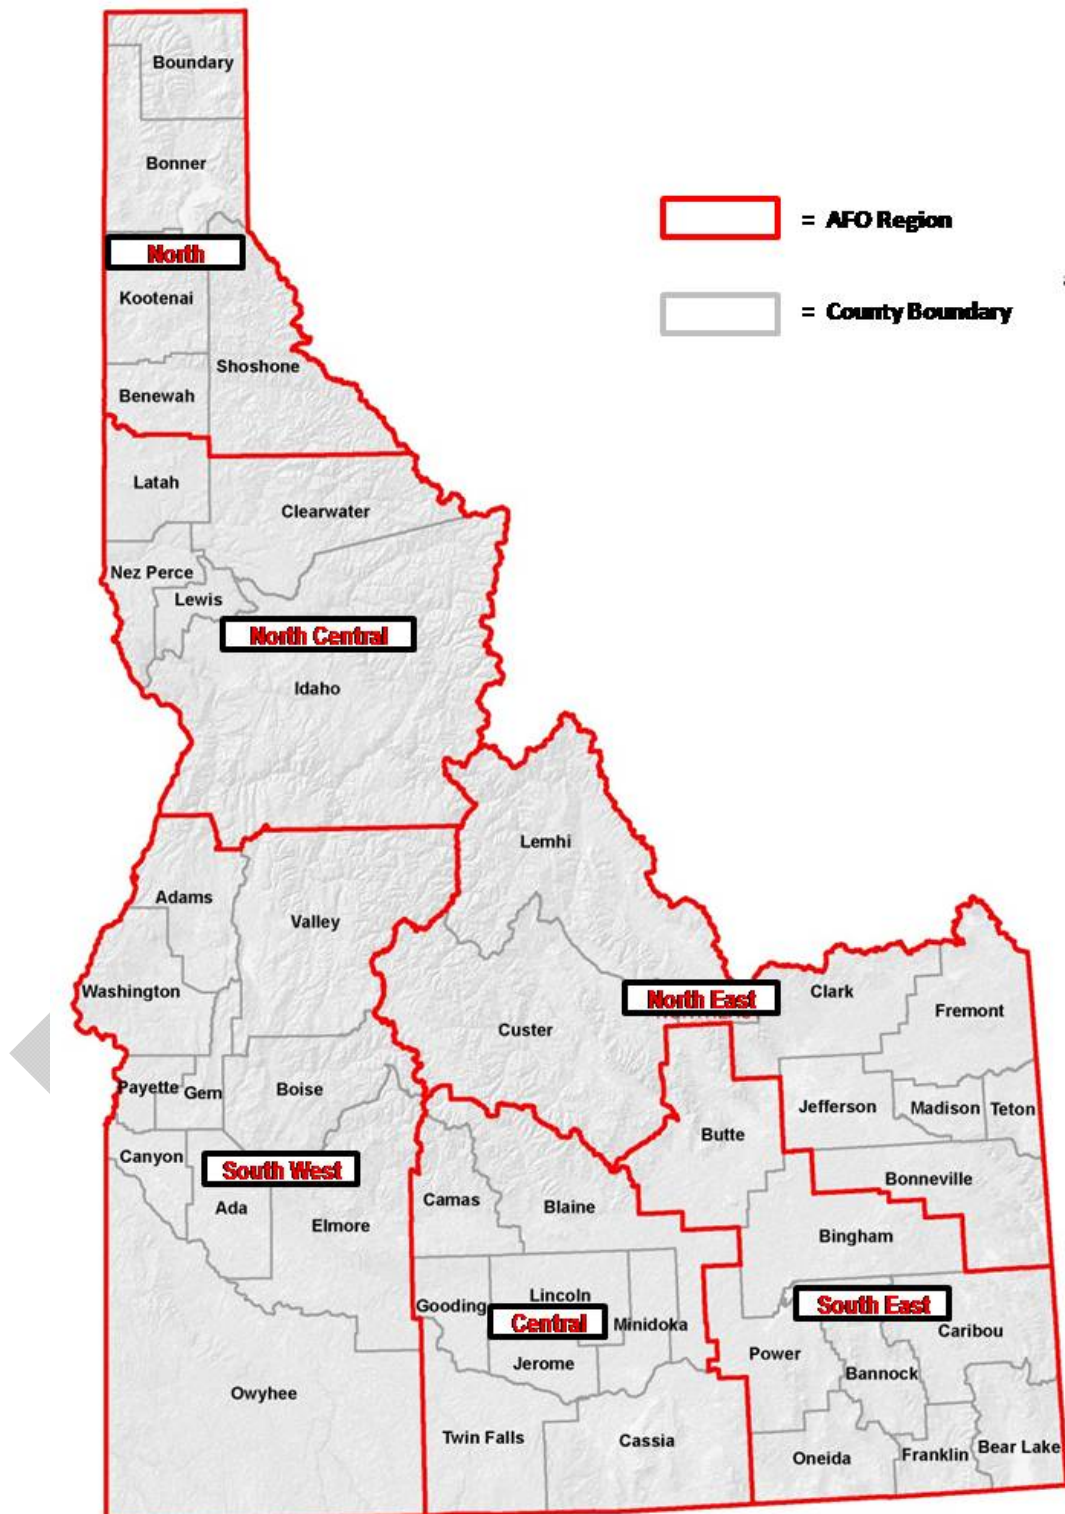 Boundary
Bonner
= AFO Region
North
Kootenai
= County Boundary
Shoshone
Benewah
Latah
Clearwater
Nez Perce
Lewis
North Central
Idaho
Lemhi
Adams
Valley
Washington
North East
Clark
Fremont
Custer
Payette
Gem
Boise
Jefferson
Madison
Teton
Butte
Canyon
South West
Bonneville
Ada
Camas
Blaine
Elmore
Bingham
Gooding
Lincoln
South East
Central
Minidoka
Caribou
Power
Jerome
Bannock
Owyhee
Twin Falls
Cassia
Oneida
Franklin
Bear Lake